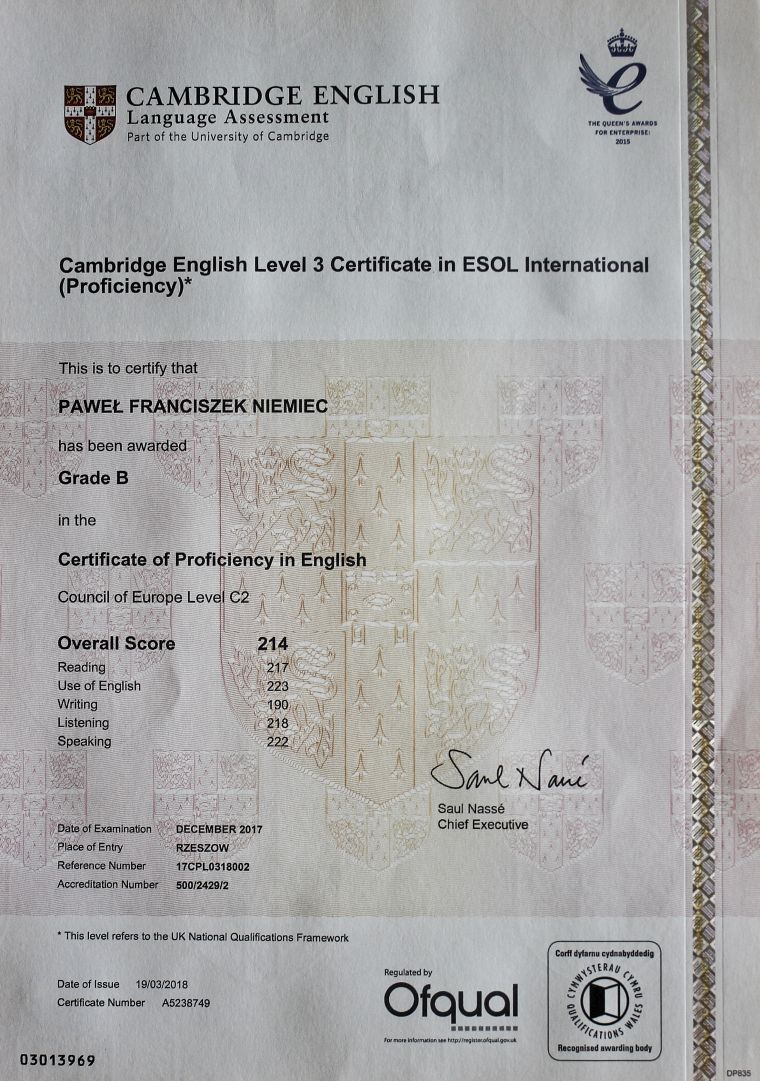 CAMBRIDGE ENGLISH
Language Assessment
Part of the University of Cambridge
THE QUEEN'S AWARDS
FOR ENTERPRISE:
2015
Cambridge English Level 3 Certificate in ESOL International
(Proficiency)*
This is to certify that
PAWEŁ FRANCISZEK NIEMIEC
has been awarded
Grade B
in the
Certificate of Proficiency in English
Council of Europe Level C2
Overall Score 214
Reading 217
Use of English 223
Writing 190
Listening 218
Speaking 222
Saul Nassé
Saul Nassé
Chief Executive
Date of Examination DECEMBER 2017
Place of Entry RZESZOW
Reference Number 17CPL0318002
Accreditation Number 500/2429/2
* This level refers to the UK National Qualifications Framework
Date of Issue 19/03/2018
Certificate Number A5238749
Regulated by
Ofqual
For more information see http://register.ofqual.gov.uk
Corff dyfarnu cydnabyddedig
CYMWYSTERAU CYMRU
QUALIFICATIONS WALES
Recognised awarding body
03013969
DP835